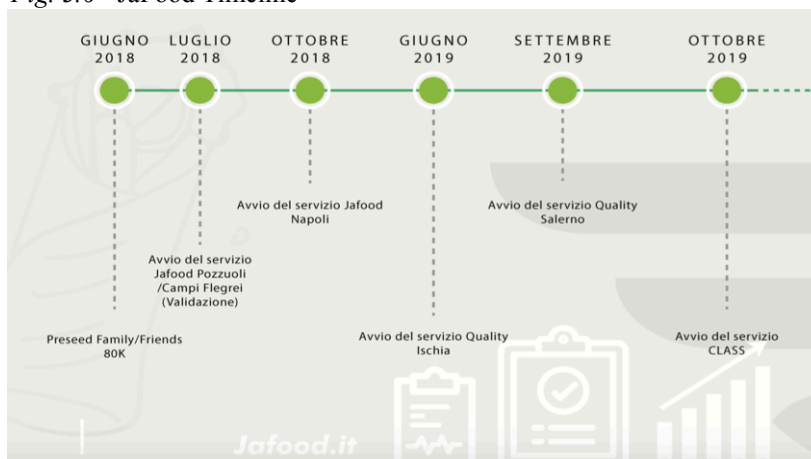 Fig. 3.6 - JaFood Timeline
GIUGNO
2018
LUGLIO
2018
OTTOBRE
2018
GIUGNO
2019
SETTEMBRE
2019
OTTOBRE
2019
Avvio del servizio Jafood
Napoli
Avvio del servizio Quality
Salerno
Avvio del servizio
Jafood Pozzuoli
/Campi Flegrei
(Validazione)
Preseed Family/Friends
80K
Avvio del servizio Quality
Ischia
Avvio del servizio
CLASS
Jafood.it